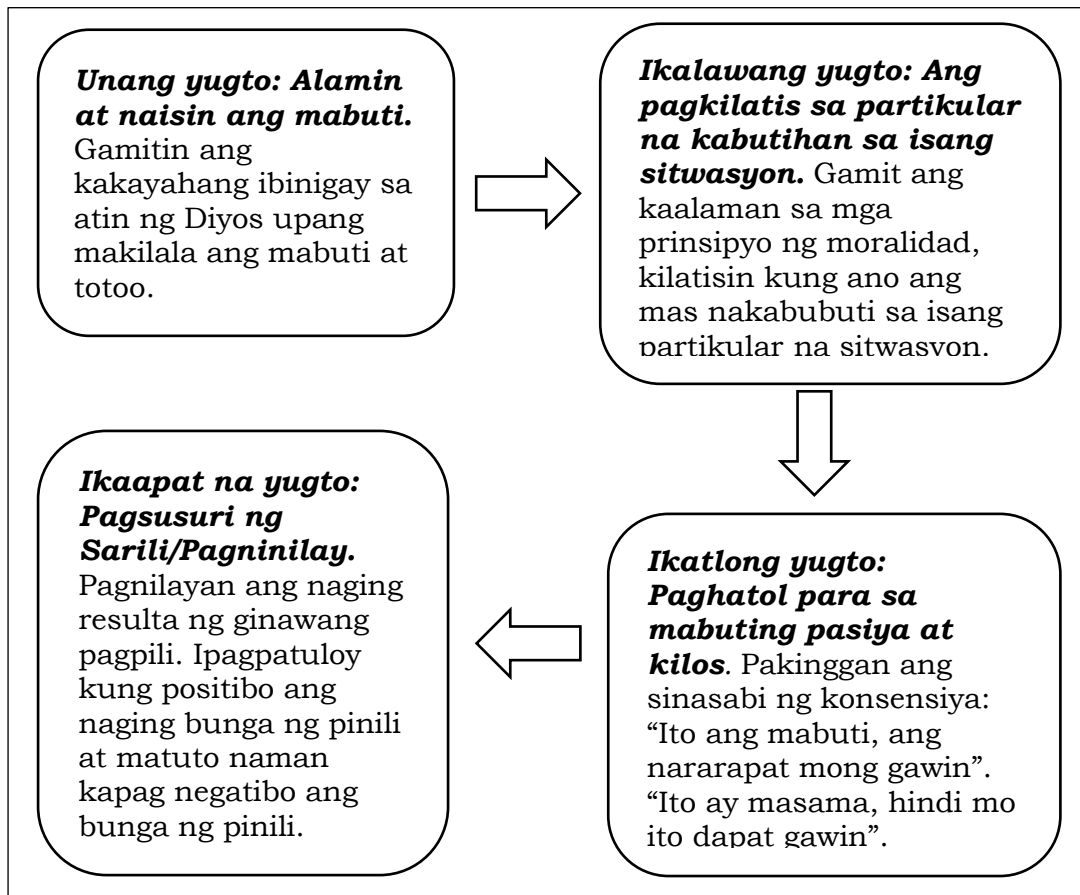 Unang yugto: Alamin
at naisin ang mabuti.
Gamitin ang
kakayahang ibinigay sa
atin ng Diyos upang
makilala ang mabuti at
totoo.
Ikalawang yugto: Ang
pagkilatis sa partikular
na kabutihan sa isang
sitwasyon. Gamit ang
kaalaman sa mga
prinsipyo ng moralidad,
kilatisin kung ano ang
mas nakabubuti sa isang
partikular na sitwasyon.
Ikatlong yugto:
Paghatol para sa
mabuting pasiya at
kilos. Pakinggan ang
sinasabi ng konsensiya:
“Ito ang mabuti, ang
nararapat mong gawin”.
“Ito ay masama, hindi mo
ito dapat gawin”.
Ikaapat na yugto:
Pagsusuri ng
Sarili/Pagninilay.
Pagnilayan ang naging
resulta ng ginawang
pagpili. Ipagpatuloy
kung positibo ang
naging bunga ng pinili
at matuto naman
kapag negatibo ang
bunga ng pinili.